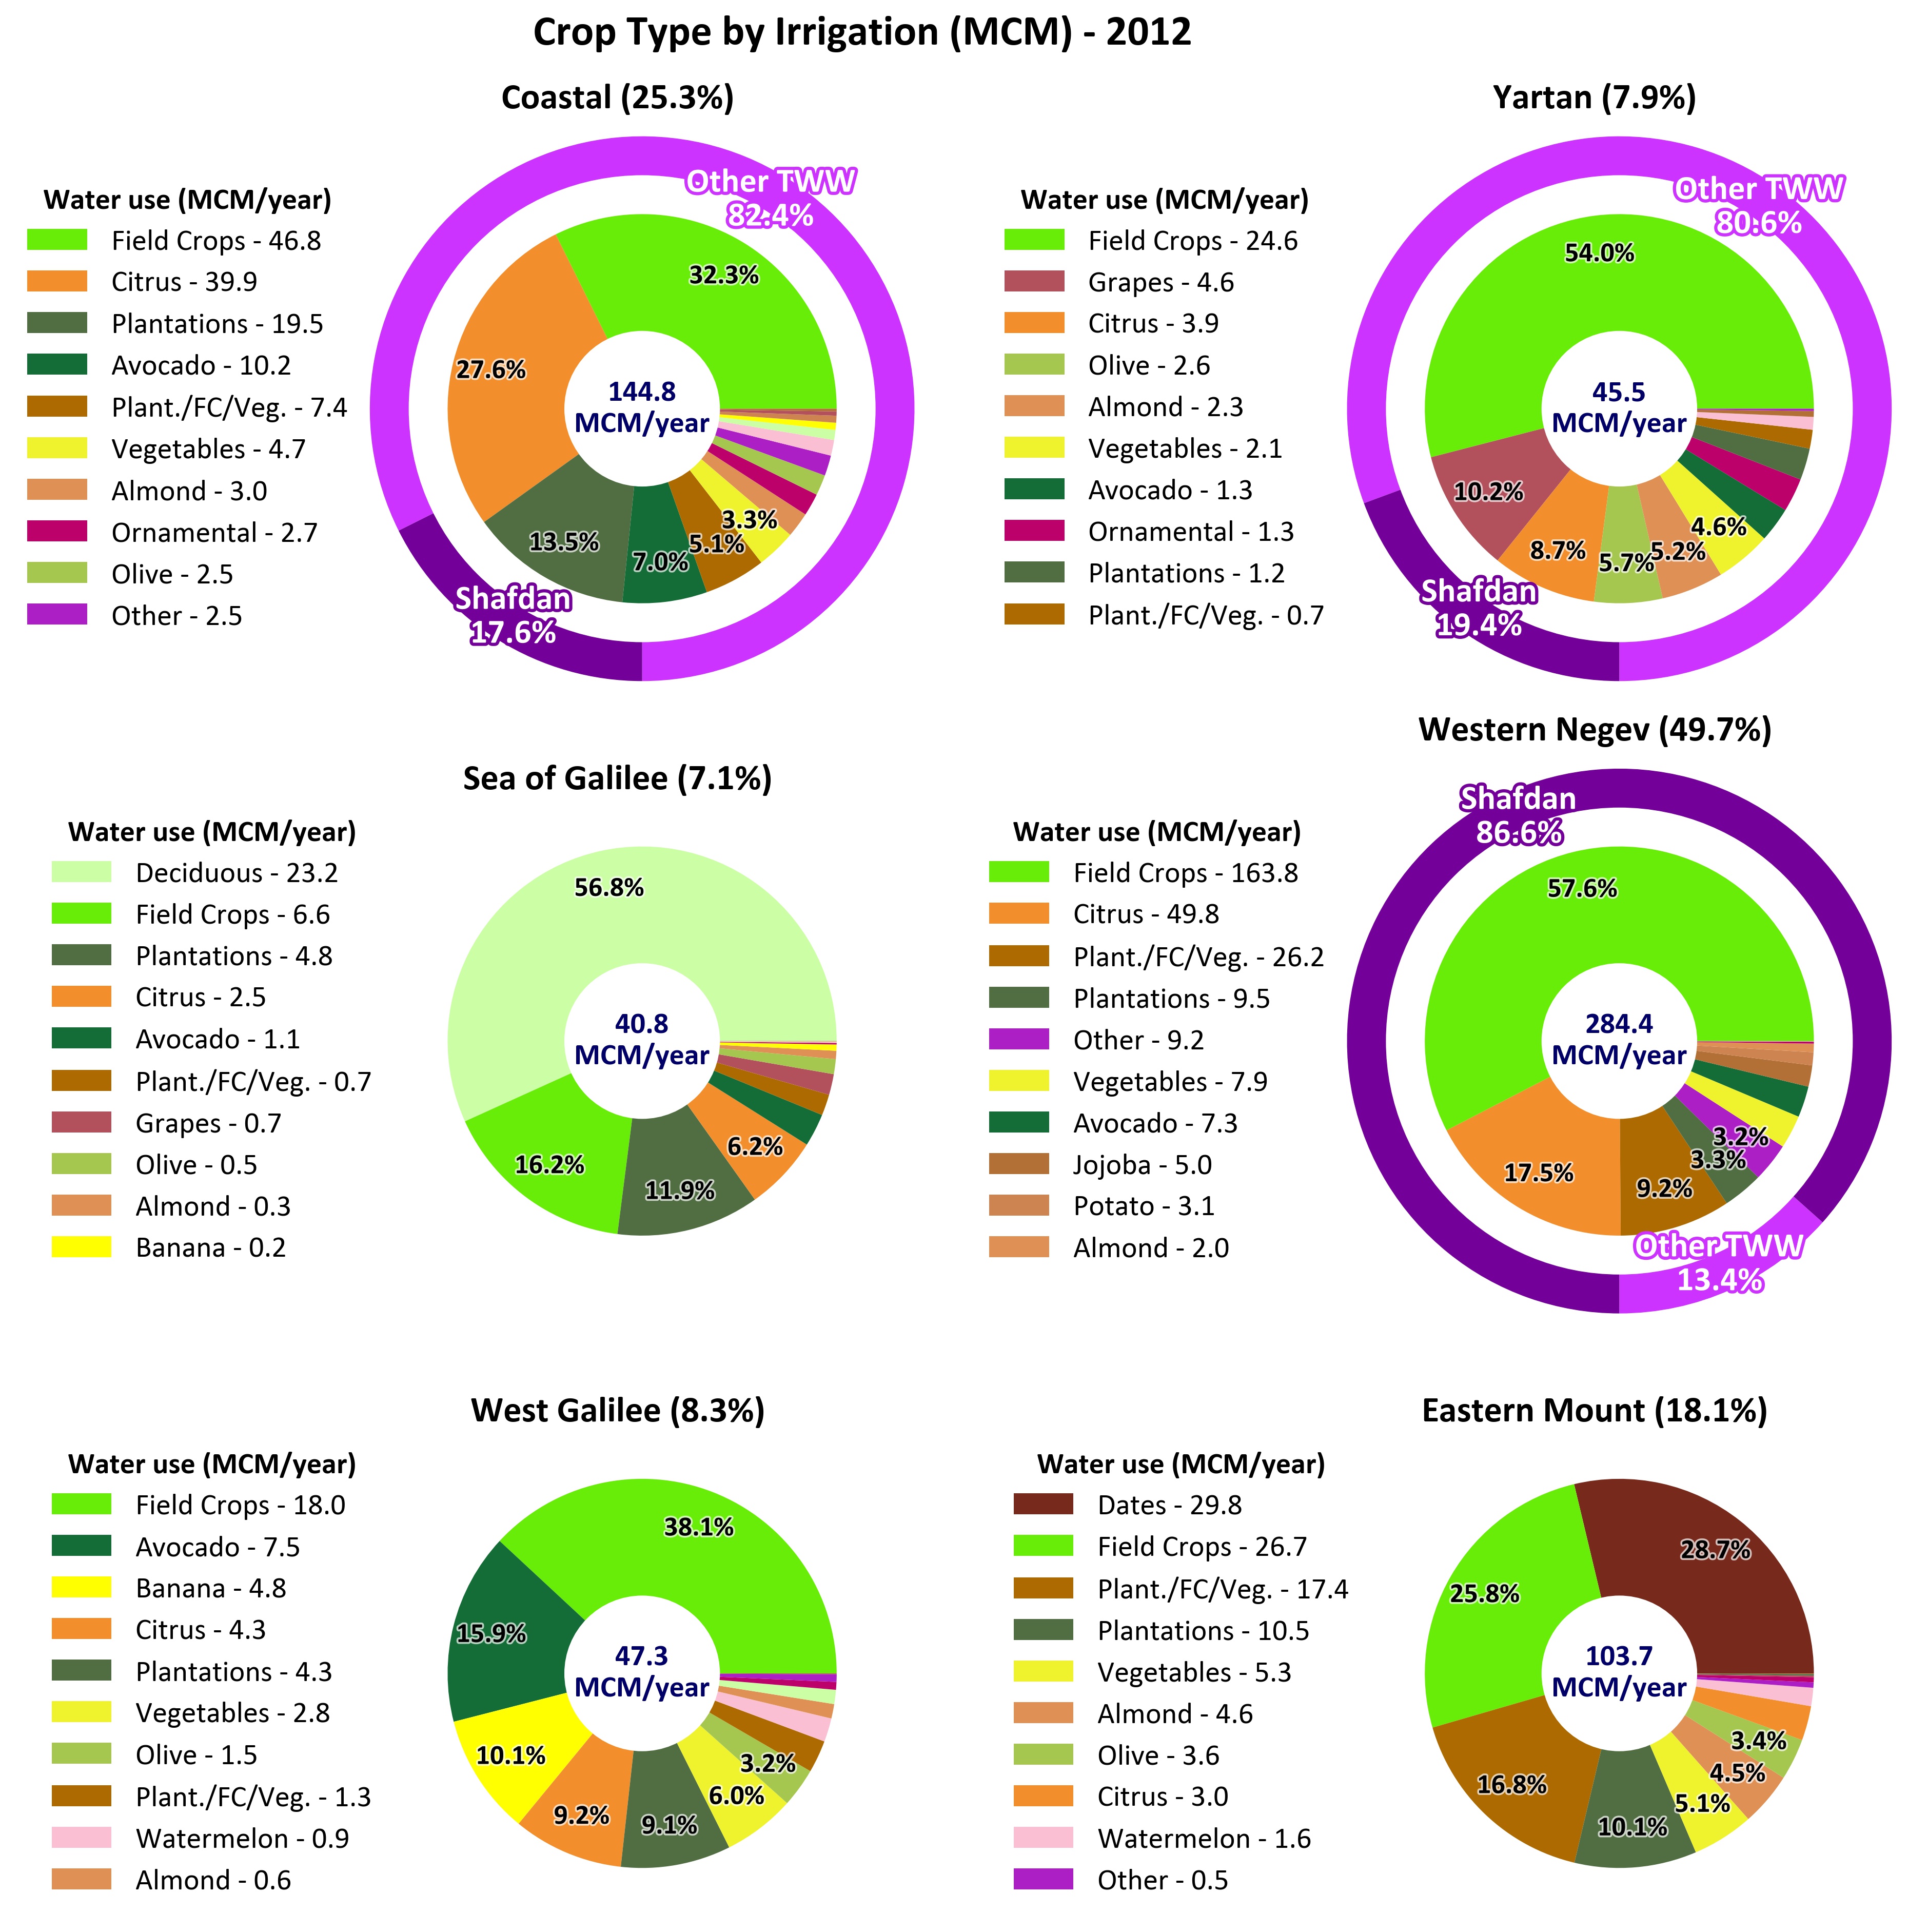 Crop Type by Irrigation (MCM) - 2012
Coastal (25.3%)
Water use (MCM/year)
Field Crops - 46.8
Citrus - 39.9
Plantations - 19.5
Avocado - 10.2
Plant./FC/Veg. - 7.4
Vegetables - 4.7
Almond - 3.0
Ornamental - 2.7
Olive - 2.5
Other - 2.5
Other TWW
82.4%
32.3%
27.6%
144.8
MCM/year
13.5%
7.0%
5.1%
3.3%
Shafdan
17.6%
Yartan (7.9%)
Water use (MCM/year)
Field Crops - 24.6
Grapes - 4.6
Citrus - 3.9
Olive - 2.6
Almond - 2.3
Vegetables - 2.1
Avocado - 1.3
Ornamental - 1.3
Plantations - 1.2
Plant./FC/Veg. - 0.7
Other TWW
80.6%
54.0%
45.5
MCM/year
10.2%
8.7%
5.7%
5.2%
4.6%
Shafdan
19.4%
Sea of Galilee (7.1%)
Water use (MCM/year)
Deciduous - 23.2
Field Crops - 6.6
Plantations - 4.8
Citrus - 2.5
Avocado - 1.1
Plant./FC/Veg. - 0.7
Grapes - 0.7
Olive - 0.5
Almond - 0.3
Banana - 0.2
56.8%
40.8
MCM/year
16.2%
11.9%
6.2%
Western Negev (49.7%)
Water use (MCM/year)
Field Crops - 163.8
Citrus - 49.8
Plant./FC/Veg. - 26.2
Plantations - 9.5
Other - 9.2
Vegetables - 7.9
Avocado - 7.3
Jojoba - 5.0
Potato - 3.1
Almond - 2.0
Shafdan
86.6%
57.6%
284.4
MCM/year
17.5%
9.2%
3.3%
3.2%
Other TWW
13.4%
West Galilee (8.3%)
Water use (MCM/year)
Field Crops - 18.0
Avocado - 7.5
Banana - 4.8
Citrus - 4.3
Plantations - 4.3
Vegetables - 2.8
Olive - 1.5
Plant./FC/Veg. - 1.3
Watermelon - 0.9
Almond - 0.6
38.1%
15.9%
47.3
MCM/year
10.1%
9.2%
9.1%
6.0%
3.2%
Eastern Mount (18.1%)
Water use (MCM/year)
Dates - 29.8
Field Crops - 26.7
Plant./FC/Veg. - 17.4
Plantations - 10.5
Vegetables - 5.3
Almond - 4.6
Olive - 3.6
Citrus - 3.0
Watermelon - 1.6
Other - 0.5
28.7%
25.8%
103.7
MCM/year
16.8%
10.1%
5.1%
4.5%
3.4%